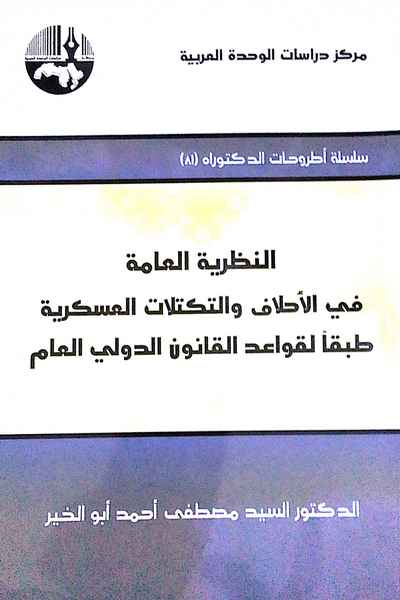 مركز دراسات الوحدة العربية
سلسلة أطروحات الدكتوراه (٨١)
النظرية العامة
في الأحلاف والتكتلات العسكرية
طبقاً لقواعد القانون الدولي العام
الدكتور السيد مصطفى أحمد أبو الخير